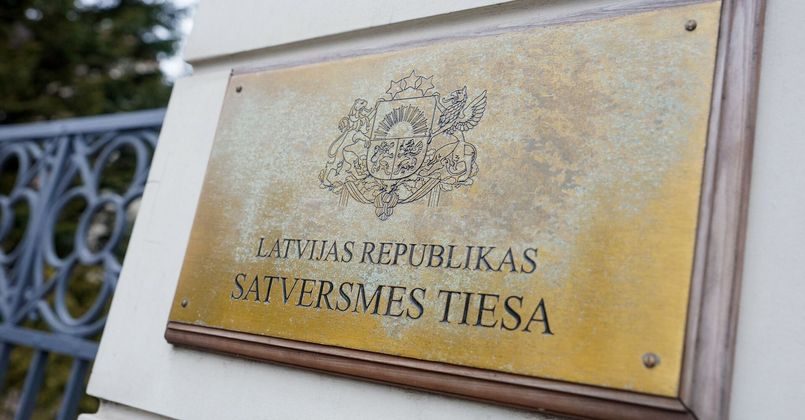 LATVIJAS REPUBLIKAS
SATVERSMES TIESA